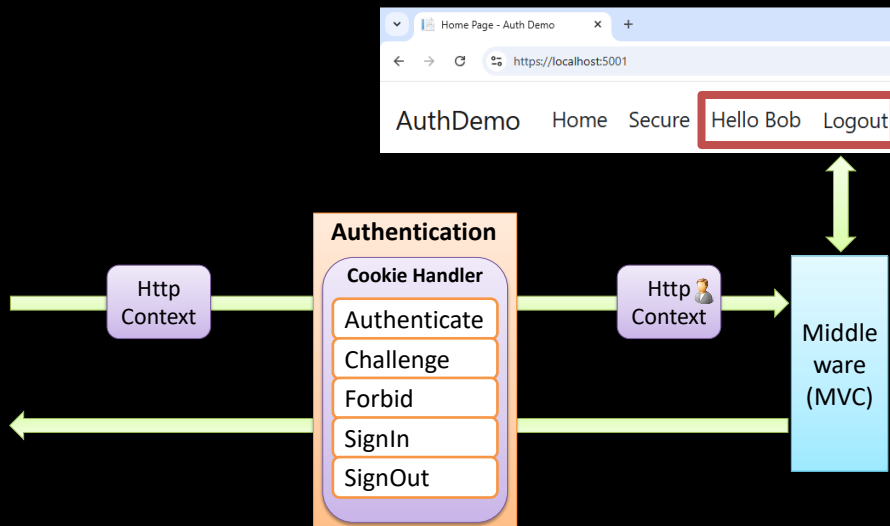 Home Page - Auth Demo
https://localhost:5001
AuthDemo Home Secure Hello Bob Logout
Authentication
Cookie Handler
Http
Context
Authenticate
Challenge
Forbid
SignIn
SignOut
Http
Context
Middle
ware
(MVC)